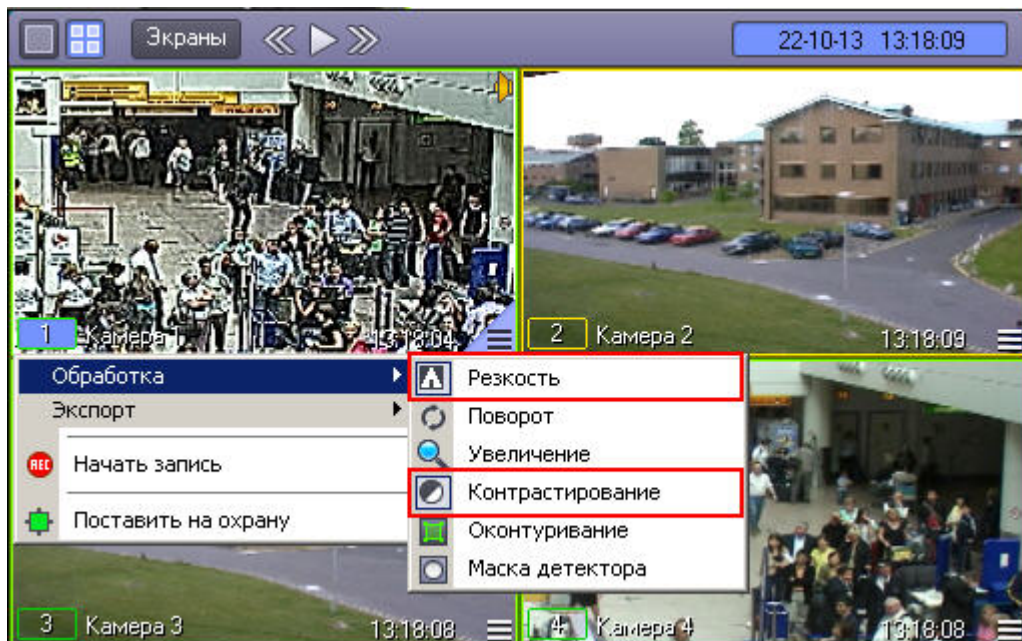 Экраны
22-10-13 13:18:09
1 Камера 1 13:18:04
2 Камера 2 13:18:09
Обработка
Экспорт
REC Начать запись
Поставить на охрану
Резкость
Поворот
Увеличение
Контрастирование
Оконтуривание
Маска детектора
3 Камера 3 13:18:08
4 Камера 4 13:18:08